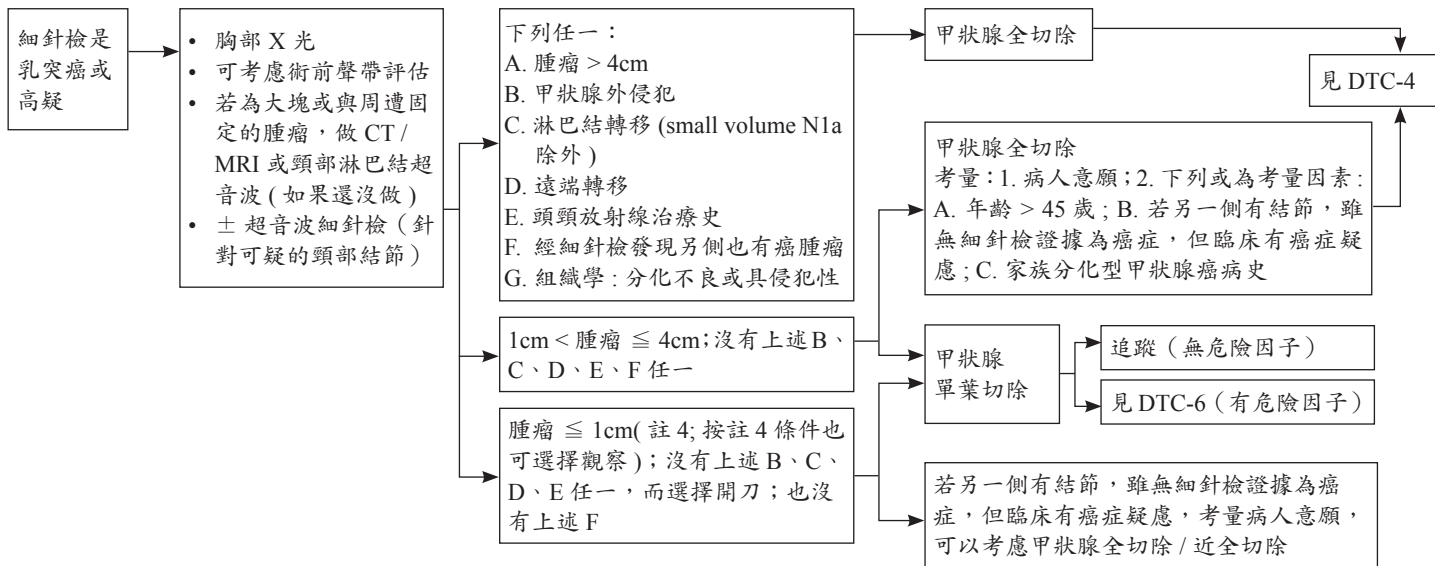 細針檢是
乳突癌或
高疑
• 胸部 X 光
• 可考慮術前聲帶評估
• 若為大塊或與周遭固
定的腫瘤，做 CT /
MRI 或頸部淋巴結超
音波 ( 如果還沒做 )
• ± 超音波細針檢（針
對可疑的頸部結節）
下列任一：
A. 腫瘤 > 4cm
B. 甲狀腺外侵犯
C. 淋巴結轉移 (small volume N1a
除外 )
D. 遠端轉移
E. 頭頸放射線治療史
F. 經細針檢發現另側也有癌腫瘤
G. 組織學 : 分化不良或具侵犯性
1cm < 腫瘤 ≦ 4cm；沒有上述 B、
C、D、E、F 任一
腫瘤 ≦ 1cm( 註 4; 按註 4 條件也
可選擇觀察 )；沒有上述 B、C、
D、E 任一，而選擇開刀；也沒
有上述 F
甲狀腺全切除
見 DTC-4
甲狀腺全切除
考量：1. 病人意願；2. 下列或為考量因素 :
A. 年齡 > 45 歲 ; B. 若另一側有結節，雖
無細針檢證據為癌症，但臨床有癌症疑
慮 ; C. 家族分化型甲狀腺癌病史
甲狀腺
單葉切除
追蹤（無危險因子）
見 DTC-6（有危險因子）
若另一側有結節，雖無細針檢證據為癌
症，但臨床有癌症疑慮，考量病人意願，
可以考慮甲狀腺全切除 / 近全切除